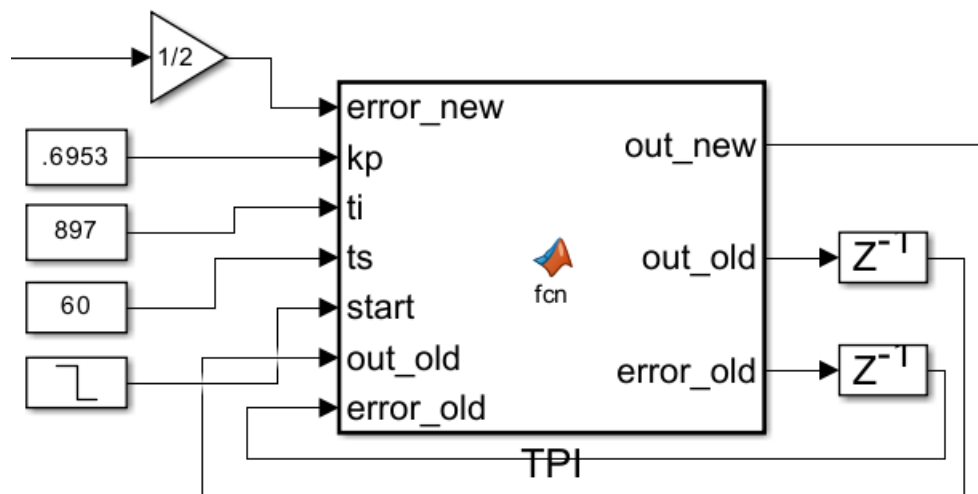 1/2
.6953
897
60
error_new
kp
ti
ts
start
out_old
error_old
fcn
out_new
out_old
error_old
Z⁻¹
Z⁻¹
TPI